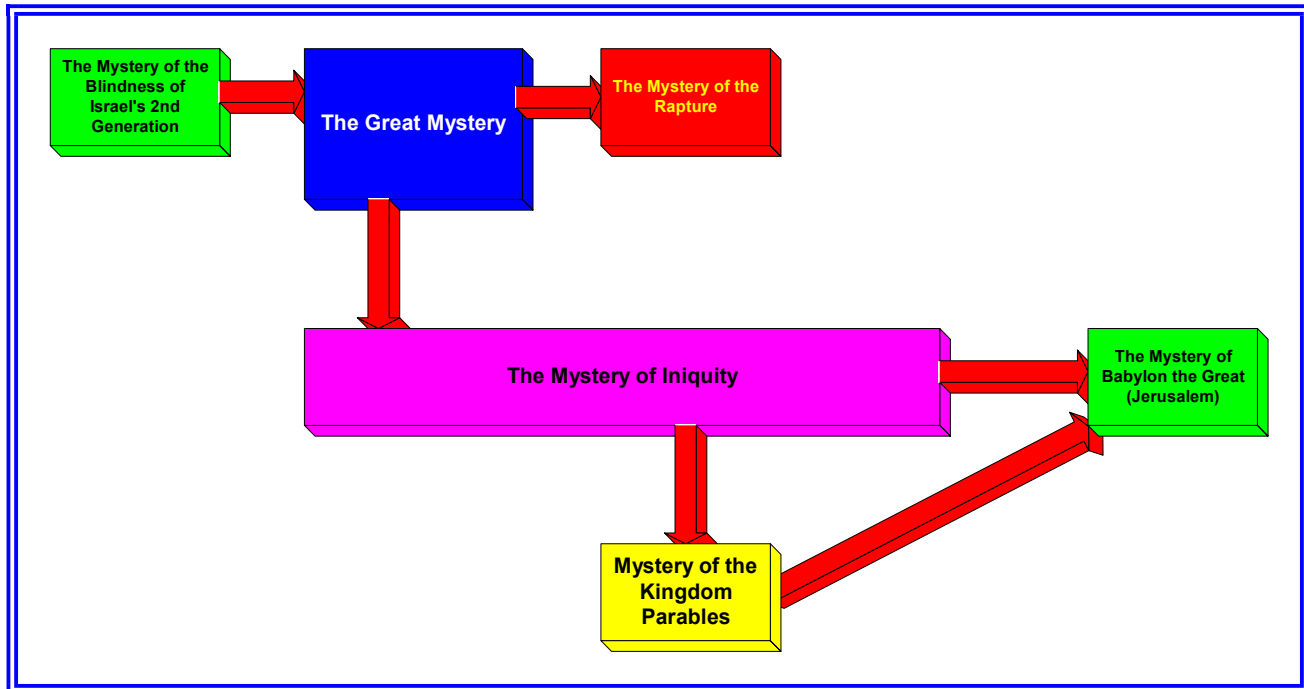 The Mystery of the
Blindness of
Israel's 2nd
Generation
The Great Mystery
The Mystery of the
Rapture
The Mystery of Iniquity
The Mystery of
Babylon the Great
(Jerusalem)
Mystery of the
Kingdom
Parables